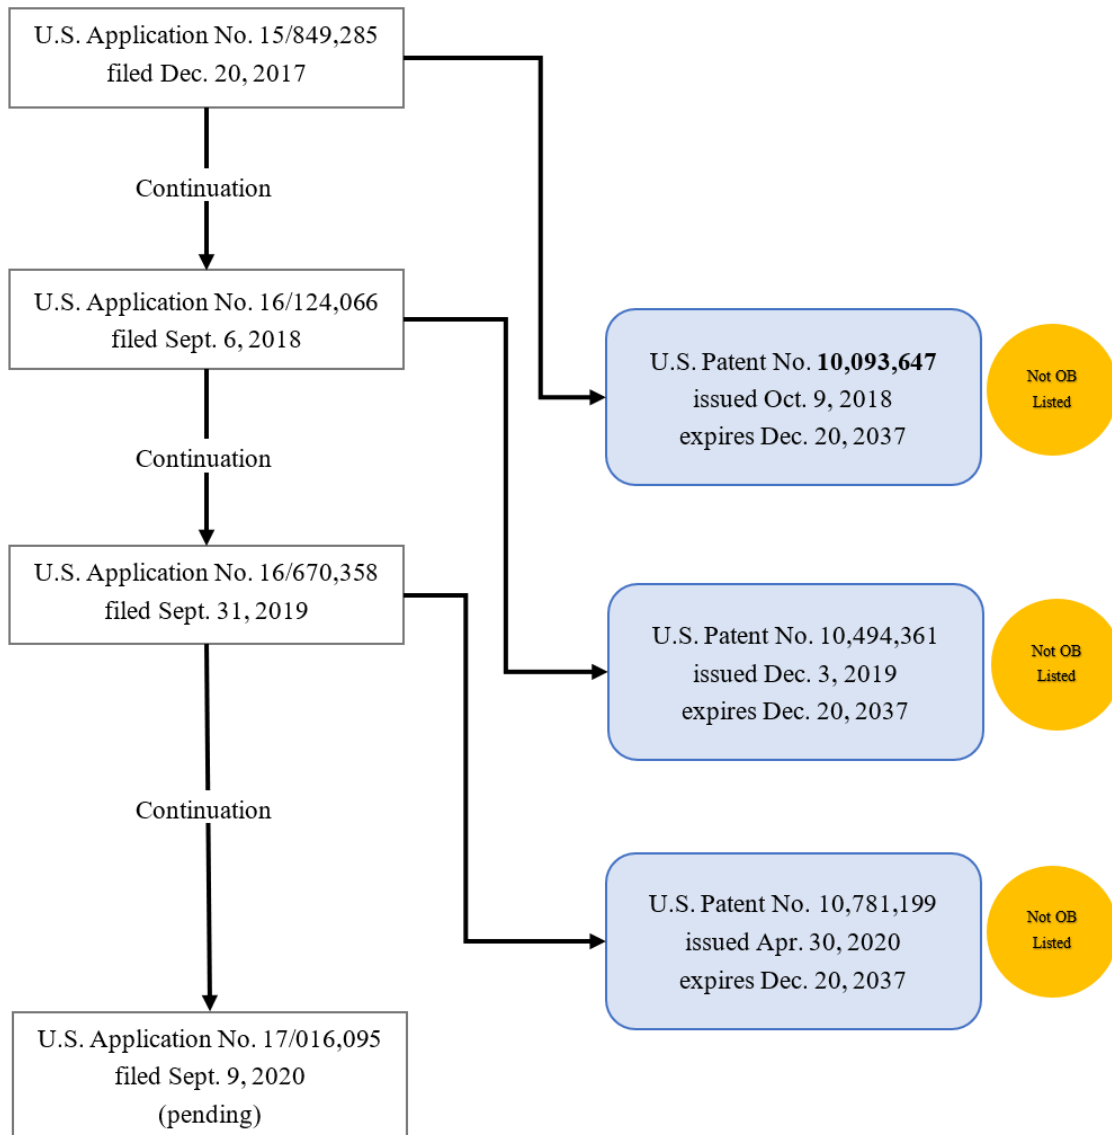 U.S. Application No. 15/849,285
filed Dec. 20, 2017
Continuation
U.S. Application No. 16/124,066
filed Sept. 6, 2018
U.S. Patent No. 10,093,647
issued Oct. 9, 2018
expires Dec. 20, 2037
Not OB
Listed
Continuation
U.S. Application No. 16/670,358
filed Sept. 31, 2019
U.S. Patent No. 10,494,361
issued Dec. 3, 2019
expires Dec. 20, 2037
Not OB
Listed
Continuation
U.S. Patent No. 10,781,199
issued Apr. 30, 2020
expires Dec. 20, 2037
Not OB
Listed
U.S. Application No. 17/016,095
filed Sept. 9, 2020
(pending)